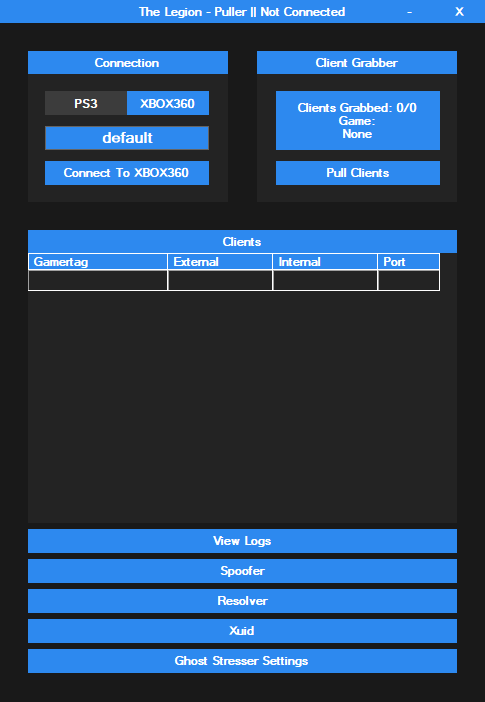 The Legion - Puller || Not Connected - X
Connection
Client Grabber
PS3 XBOX360
default
Connect To XBOX360
Clients Grabbed: 0/0
Game:
None
Pull Clients
Clients
Gamertag External Internal Port
View Logs
Spoofer
Resolver
Xuid
Ghost Stresser Settings